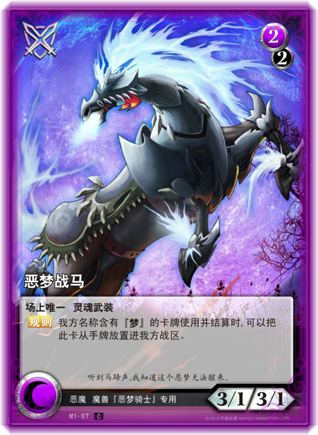 2
2
恶梦战马
场上唯一 灵魂武装
规则 我方名称含有『梦』的卡牌使用并结算时，可以把
此卡从手牌放置进我方战区。
听到马蹄声，我知道这个恶梦无法醒来。
恶魔 魔兽『恶梦骑士』专用
3/1/3/1
M1-97 C